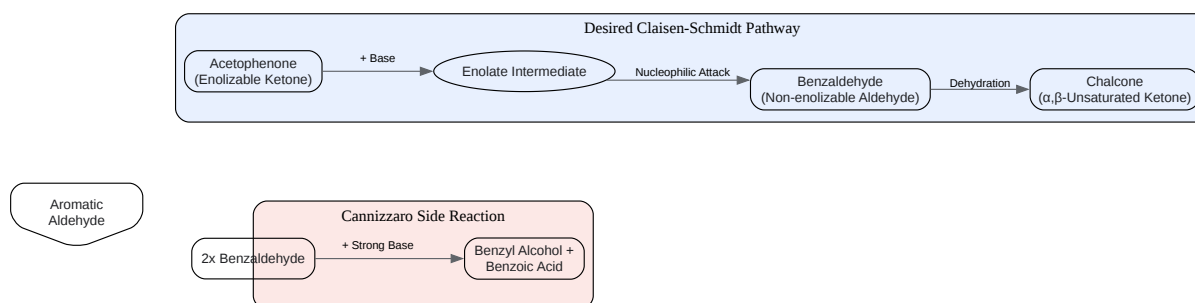 Desired Claisen-Schmidt Pathway
Acetophenone
(Enolizable Ketone)
+ Base
Enolate Intermediate
Nucleophilic Attack
Benzaldehyde
(Non-enolizable Aldehyde)
Dehydration
Chalcone
(α,β-Unsaturated Ketone)
Aromatic
Aldehyde
Cannizzaro Side Reaction
2x Benzaldehyde
+ Strong Base
Benzyl Alcohol +
Benzoic Acid